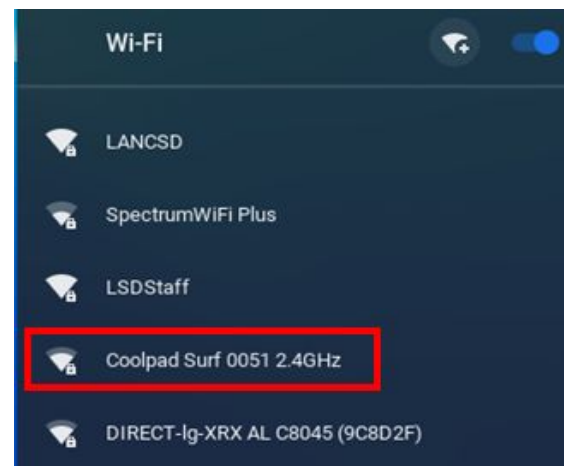 Wi-Fi
LANCSD
SpectrumWiFi Plus
LSDStaff
Coolpad Surf 0051 2.4GHz
DIRECT-lg-XRX AL C8045 (9C8D2F)